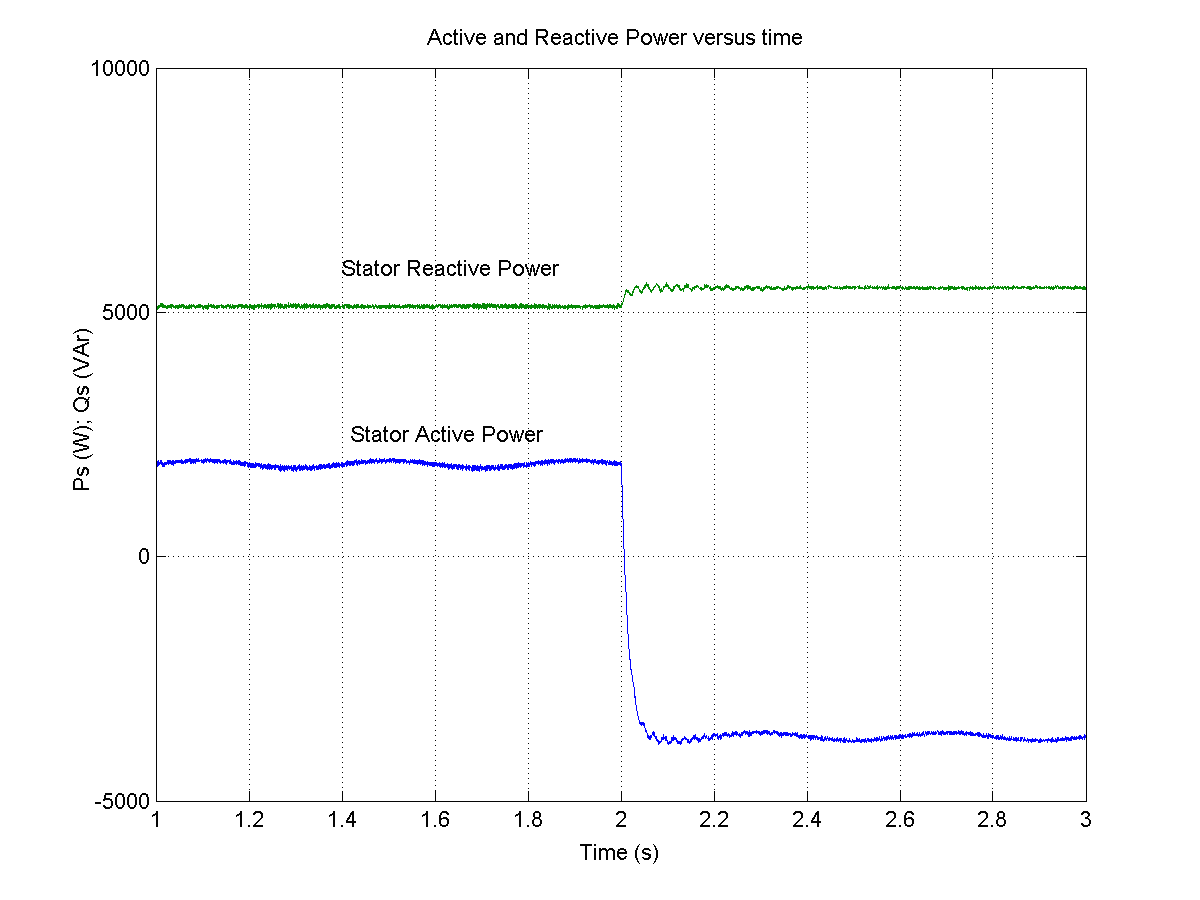 Active and Reactive Power versus time
10000
Stator Reactive Power
5000
Ps (W); Qs (VAr)
Stator Active Power
0
-5000
1 1.2 1.4 1.6 1.8 2 2.2 2.4 2.6 2.8 3
Time (s)